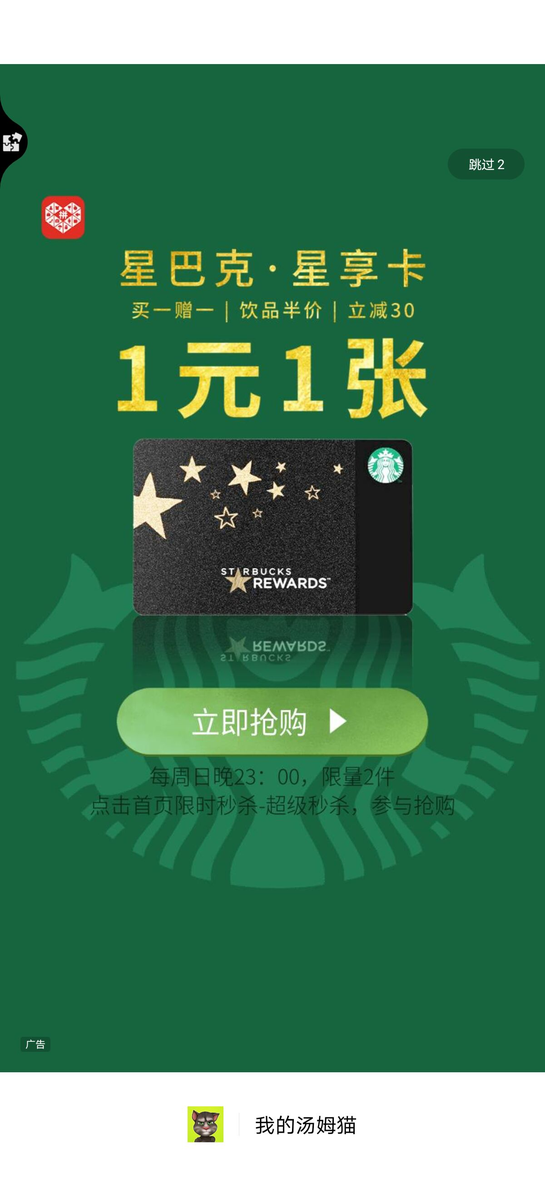 跳过 2
拼
星巴克·星享卡
买一赠一 | 饮品半价 | 立减30
1元1张
STARBUCKS
REWARDS™
立即抢购
每周日晚23：00，限量2件
点击首页限时秒杀-超级秒杀，参与抢购
广告
我的汤姆猫